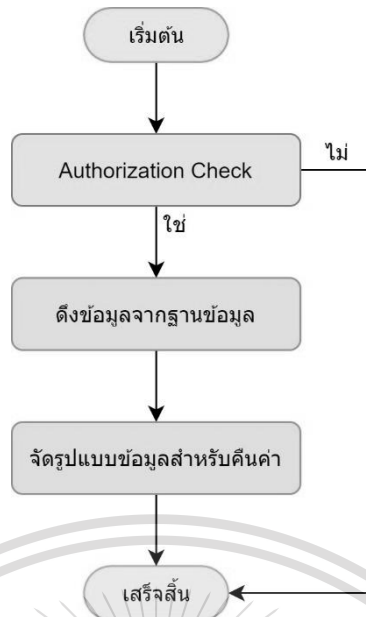 เริ่มต้น
Authorization Check
ไม่
ใช่
ดึงข้อมูลจากฐานข้อมูล
จัดรูปแบบข้อมูลสำหรับคืนค่า
เสร็จสิ้น